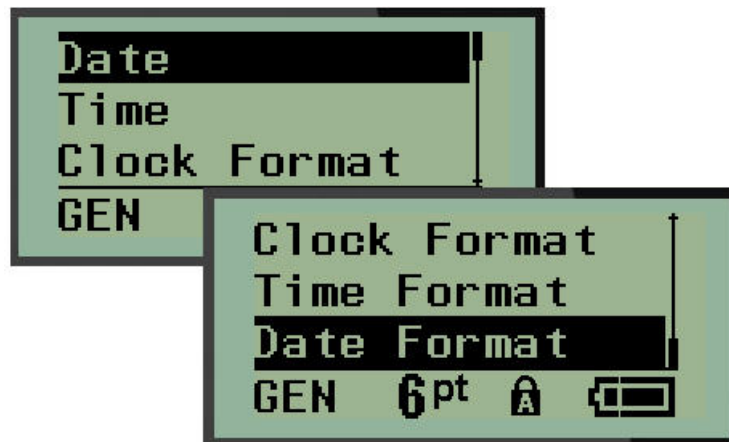 Date
Time
Clock Format
GEN
Clock Format
Time Format
Date Format
GEN 6pt A